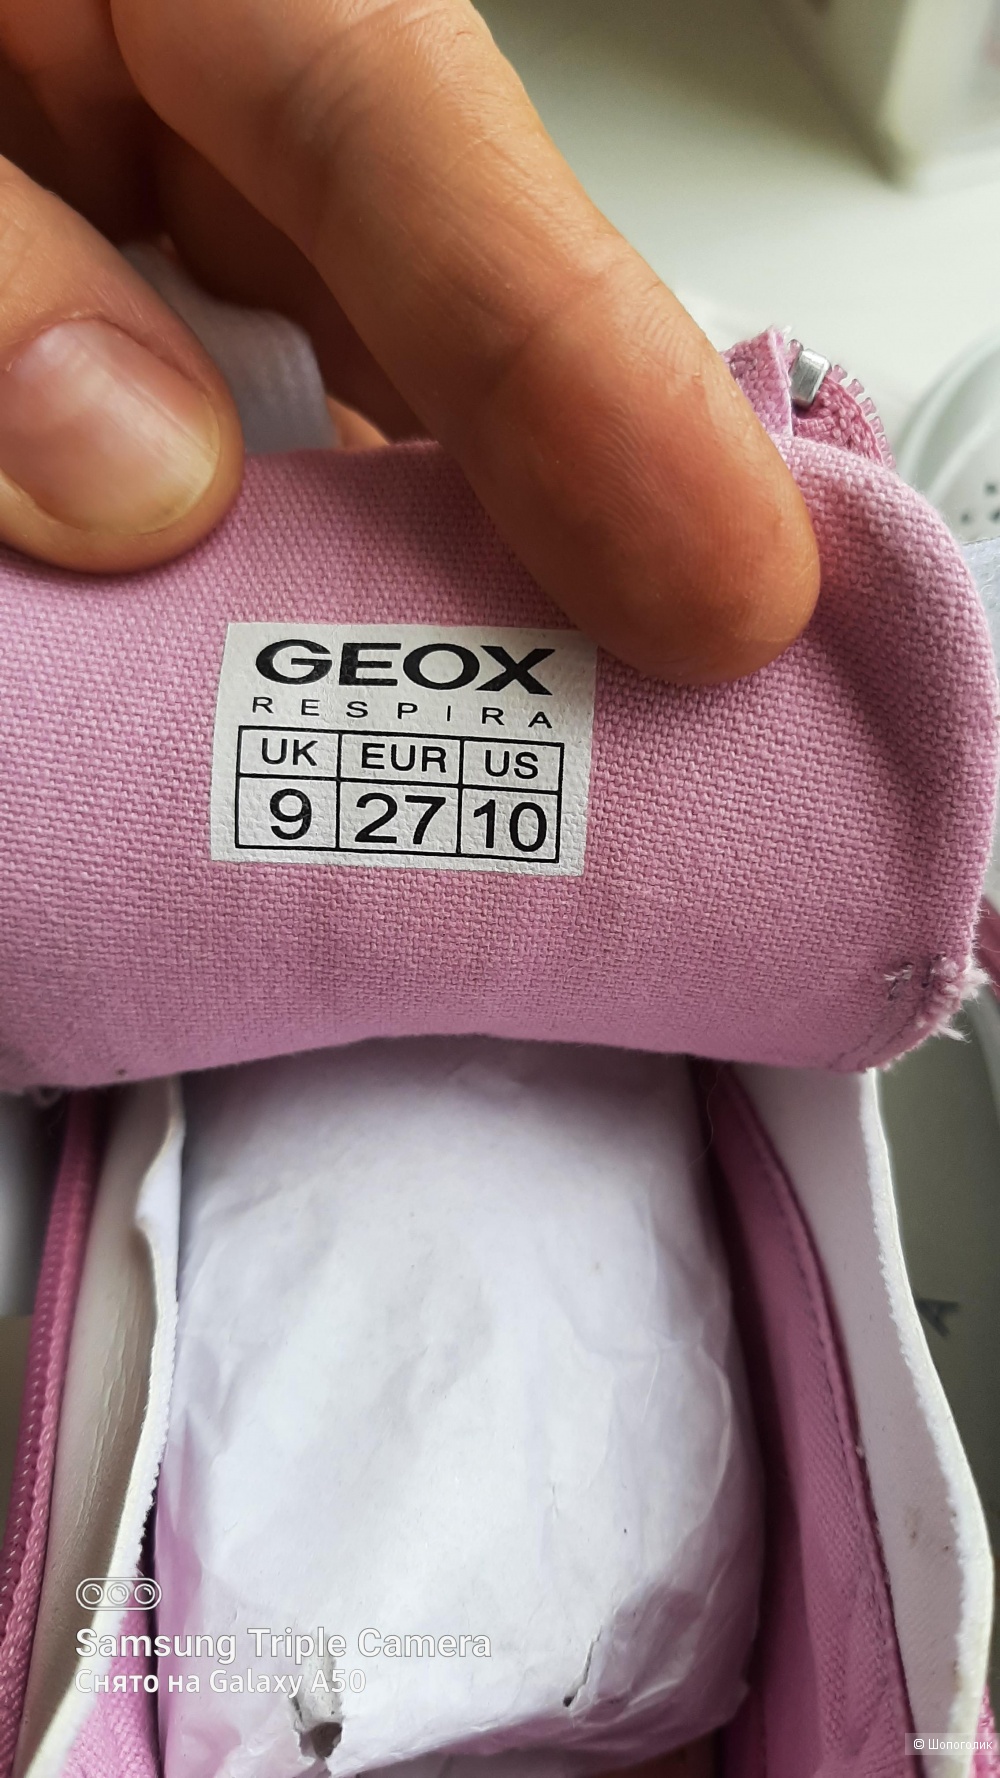 GEOX
RESPIRA
UK EUR US
9 27 10
Samsung Triple Camera
Снято на Galaxy A50
© Шопоголик